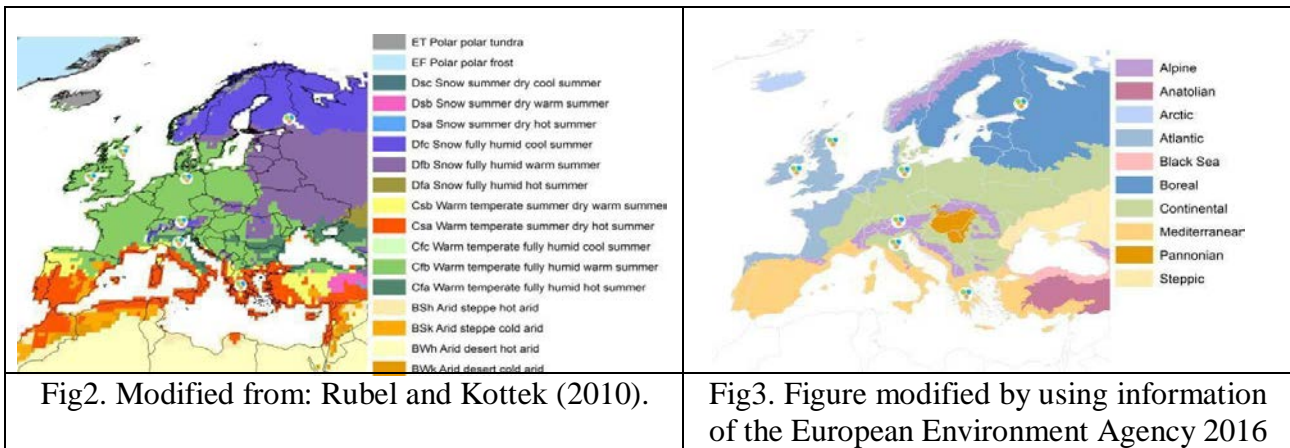 ET Polar polar tundra
EF Polar polar frost
Dsc Snow summer dry cool summer
Dsb Snow summer dry warm summer
Dsa Snow summer dry hot summer
Dfc Snow fully humid cool summer
Dfb Snow fully humid warm summer
Dfa Snow fully humid hot summer
Csb Warm temperate summer dry warm summer
Csa Warm temperate summer dry hot summer
Cfc Warm temperate fully humid cool summer
Cfb Warm temperate fully humid warm summer
Cfa Warm temperate fully humid hot summer
BSh Arid steppe hot arid
BSk Arid steppe cold arid
BWh Arid desert hot arid
BWk Arid desert cold arid
Fig2. Modified from: Rubel and Kottek (2010).
Alpine
Anatolian
Arctic
Atlantic
Black Sea
Boreal
Continental
Mediterranean
Pannonian
Steppic
Fig3. Figure modified by using information
of the European Environment Agency 2016